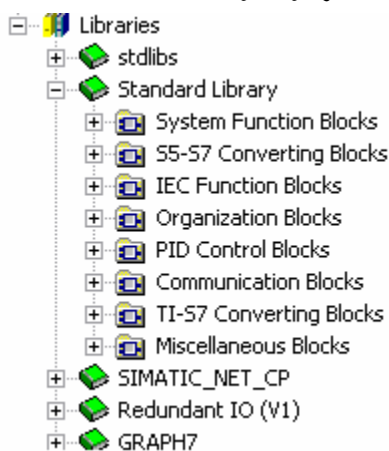 Libraries
stdlibs
Standard Library
System Function Blocks
S5-S7 Converting Blocks
IEC Function Blocks
Organization Blocks
PID Control Blocks
Communication Blocks
TI-S7 Converting Blocks
Miscellaneous Blocks
SIMATIC_NET_CP
Redundant IO (V1)
GRAPH7